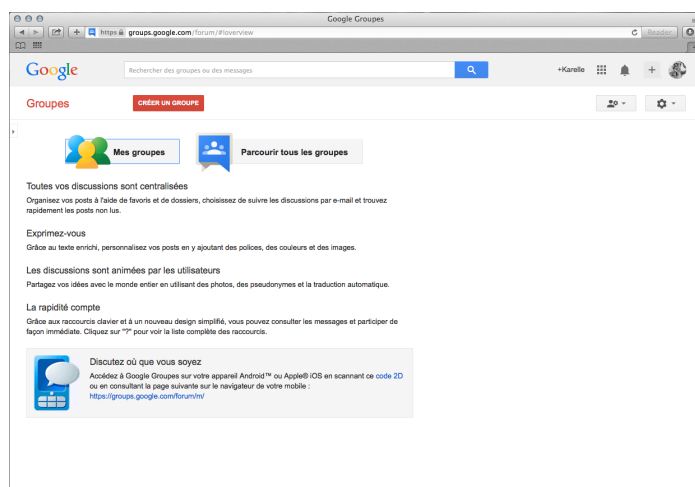 Google Groupes
https groups.google.com/forum/#!overview
Reader
Google
Rechercher des groupes ou des messages
+Karelle
Groupes
CRÉER UN GROUPE
Mes groupes
Parcourir tous les groupes
Toutes vos discussions sont centralisées
Organisez vos posts à l'aide de favoris et de dossiers, choisissez de suivre les discussions par e-mail et trouvez
rapidement les posts non lus.
Exprimez-vous
Grâce au texte enrichi, personnalisez vos posts en y ajoutant des polices, des couleurs et des images.
Les discussions sont animées par les utilisateurs
Partagez vos idées avec le monde entier en utilisant des photos, des pseudonymes et la traduction automatique.
La rapidité compte
Grâce aux raccourcis clavier et à un nouveau design simplifié, vous pouvez consulter les messages et participer de
façon immédiate. Cliquez sur "?" pour voir la liste complète des raccourcis.
Discutez où que vous soyez
Accédez à Google Groupes sur votre appareil Android™ ou Apple® iOS en scannant ce code 2D
ou en consultant la page suivante sur le navigateur de votre mobile :
https://groups.google.com/forum/m/